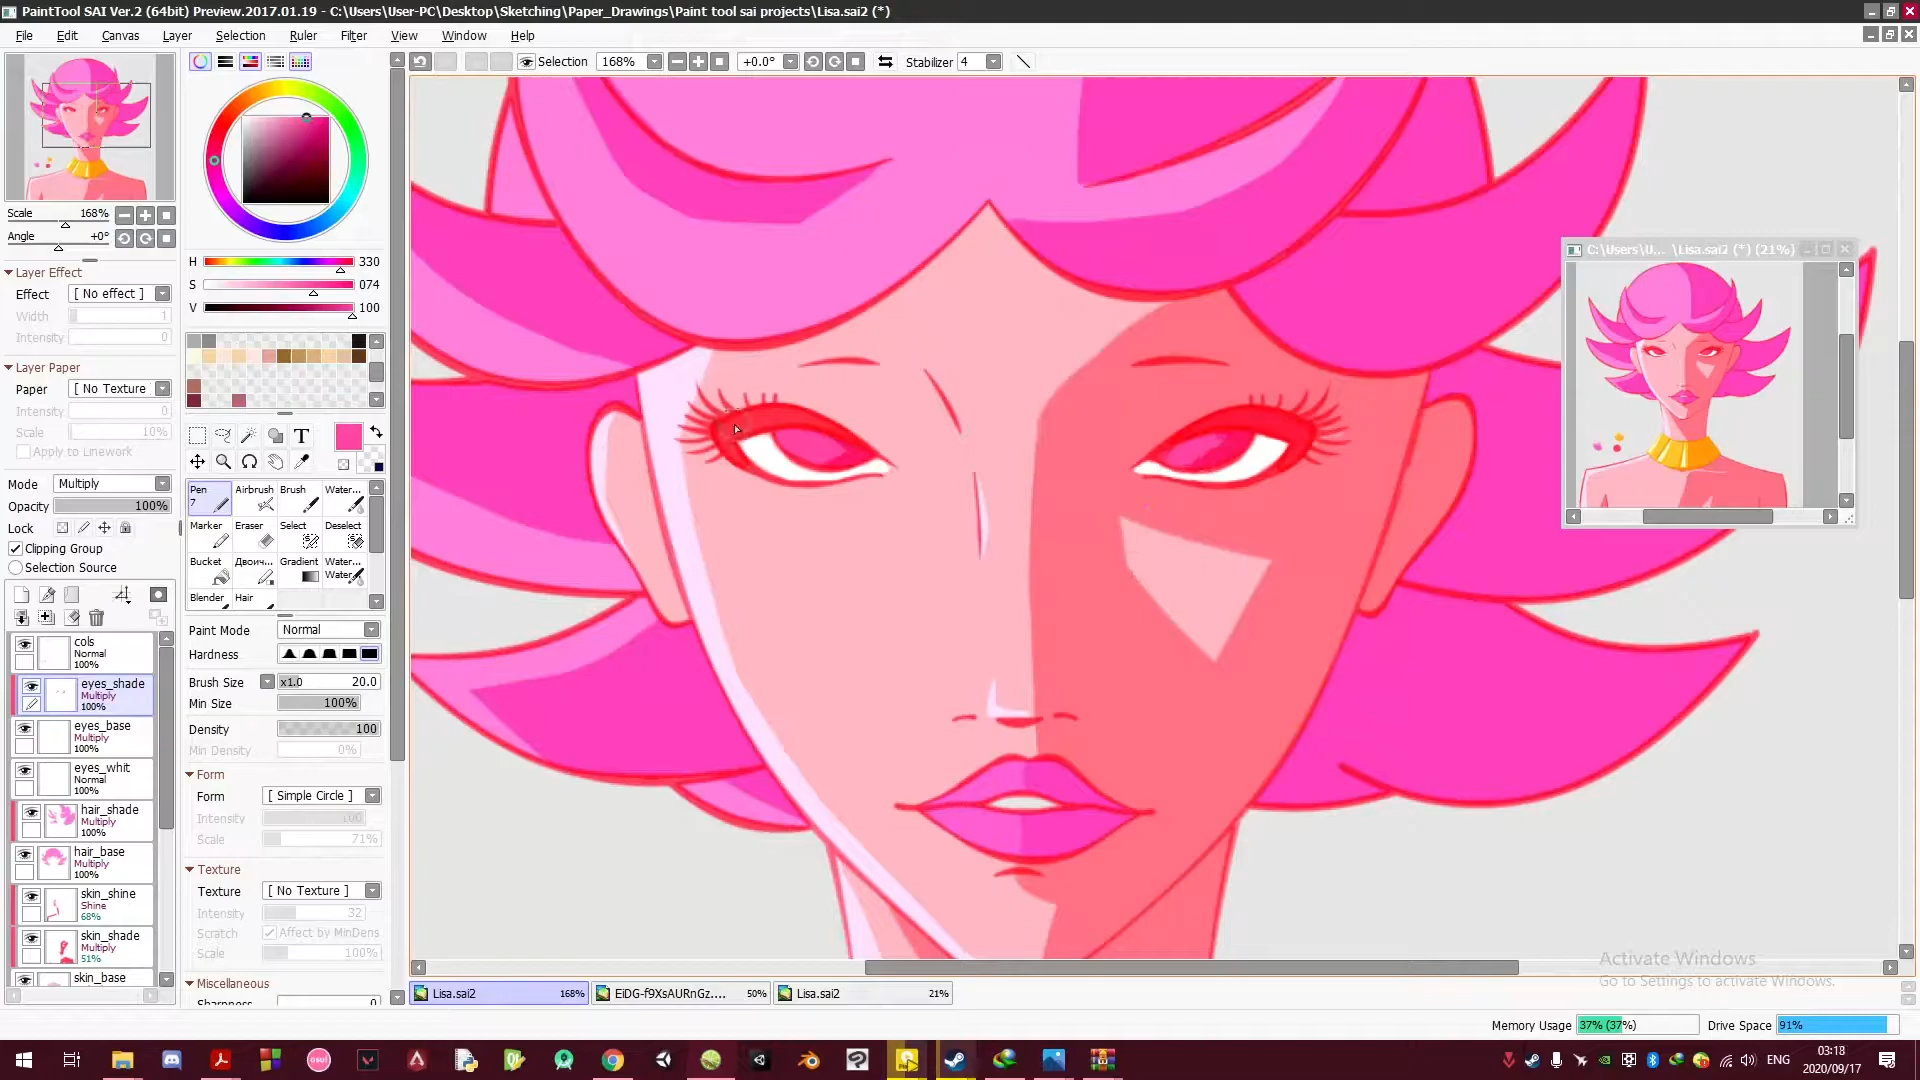 PaintTool SAI Ver.2 (64bit) Preview.2017.01.19 - C:\Users\User-PC\Desktop\Sketching\Paper_Drawings\Paint tool sai projects\Lisa.sai2 (*)
File Edit Canvas Layer Selection Ruler Filter View Window Help
Selection 168% +0.0° Stabilizer 4
Scale 168%
Angle +0°
Layer Effect
Effect [ No effect ]
Width 1
Intensity 0
Layer Paper
Paper [ No Texture
Intensity 0
Scale 10%
Apply to Linework
Mode Multiply
Opacity 100%
Lock
Clipping Group
Selection Source
cols
Normal
100%
eyes_shade
Multiply
100%
eyes_base
Multiply
100%
eyes_whit
Normal
100%
hair_shade
Multiply
100%
hair_base
Multiply
100%
skin_shine
Shine
68%
skin_shade
Multiply
51%
skin_base
H 330
S 074
V 100
T
Pen Airbrush Brush Water...
7
Marker Eraser Select Deselect
Bucket Двоич... Gradient Water...
Water...
Blender Hair
Paint Mode Normal
Hardness
Brush Size x1.0 20.0
Min Size 100%
Density 100
Min Density 0%
Form
Form [ Simple Circle ]
Intensity 100
Scale 71%
Texture
Texture [ No Texture ]
Intensity 32
Scratch Affect by MinDens
Scale 100%
Miscellaneous
Sharpness 0
C:\Users\U... \Lisa.sai2 (*) (21%)
Activate Windows
Go to Settings to activate Windows.
Lisa.sai2 168% EiDG-f9XsAURnGz.... 50% Lisa.sai2 21%
Memory Usage 37% (37%) Drive Space 91%
osu!
ENG
03:18
2020/09/17